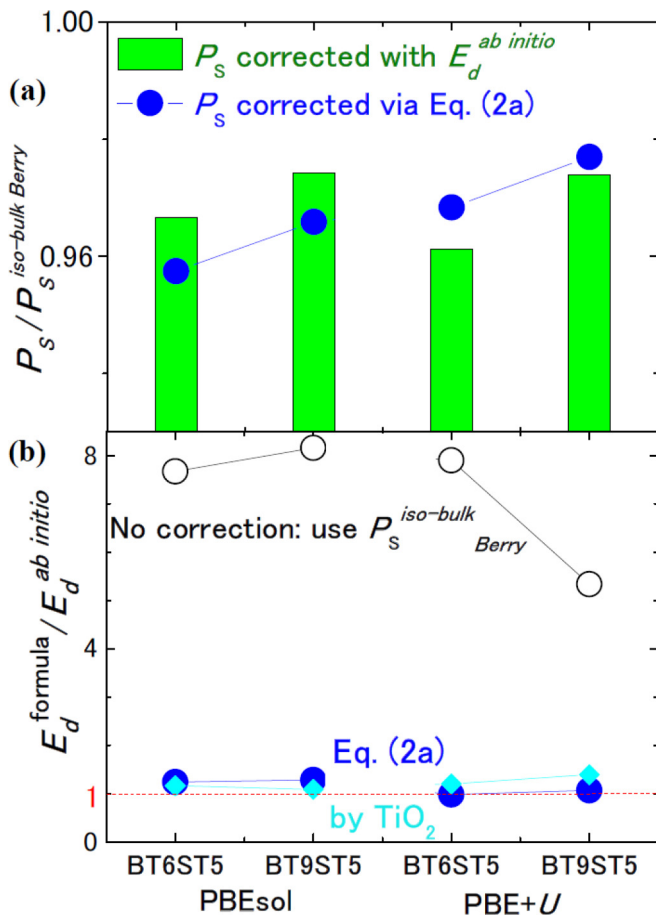 1.00
P_S corrected with E_d^{ab initio}
(a)
P_S corrected via Eq. (2a)
0.96
P_S / P_S^{iso-bulk Berry}
(b)
8
No correction: use P_S^{iso-bulk}_{Berry}
4
E_d^{formula} / E_d^{ab initio}
Eq. (2a)
1
by TiO_2
0
BT6ST5 BT9ST5 BT6ST5 BT9ST5
PBEsol PBE+U